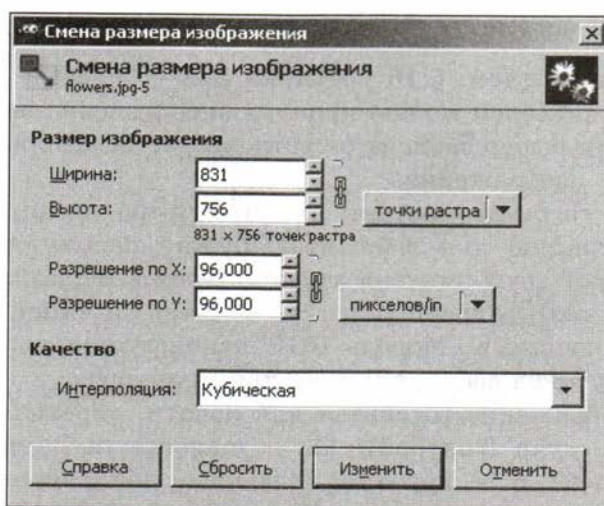 Смена размера изображения
Смена размера изображения
flowers.jpg-5
Размер изображения
Ширина: 831
Высота: 756 точки растра
831 × 756 точек растра
Разрешение по X: 96,000
Разрешение по Y: 96,000 пикселов/in
Качество
Интерполяция: Кубическая
Справка Сбросить Изменить Отменить